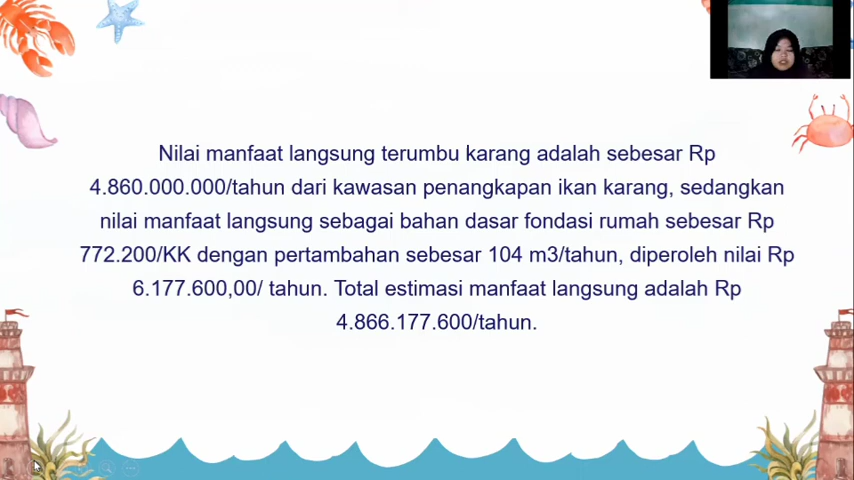 Nilai manfaat langsung terumbu karang adalah sebesar Rp
4.860.000.000/tahun dari kawasan penangkapan ikan karang, sedangkan
nilai manfaat langsung sebagai bahan dasar fondasi rumah sebesar Rp
772.200/KK dengan pertambahan sebesar 104 m3/tahun, diperoleh nilai Rp
6.177.600,00/ tahun. Total estimasi manfaat langsung adalah Rp
4.866.177.600/tahun.